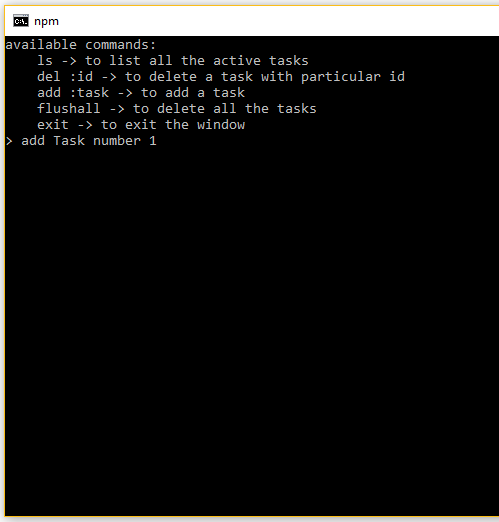 npm
available commands:
    ls -> to list all the active tasks
    del :id -> to delete a task with particular id
    add :task -> to add a task
    flushall -> to delete all the tasks
    exit -> to exit the window
> add Task number 1